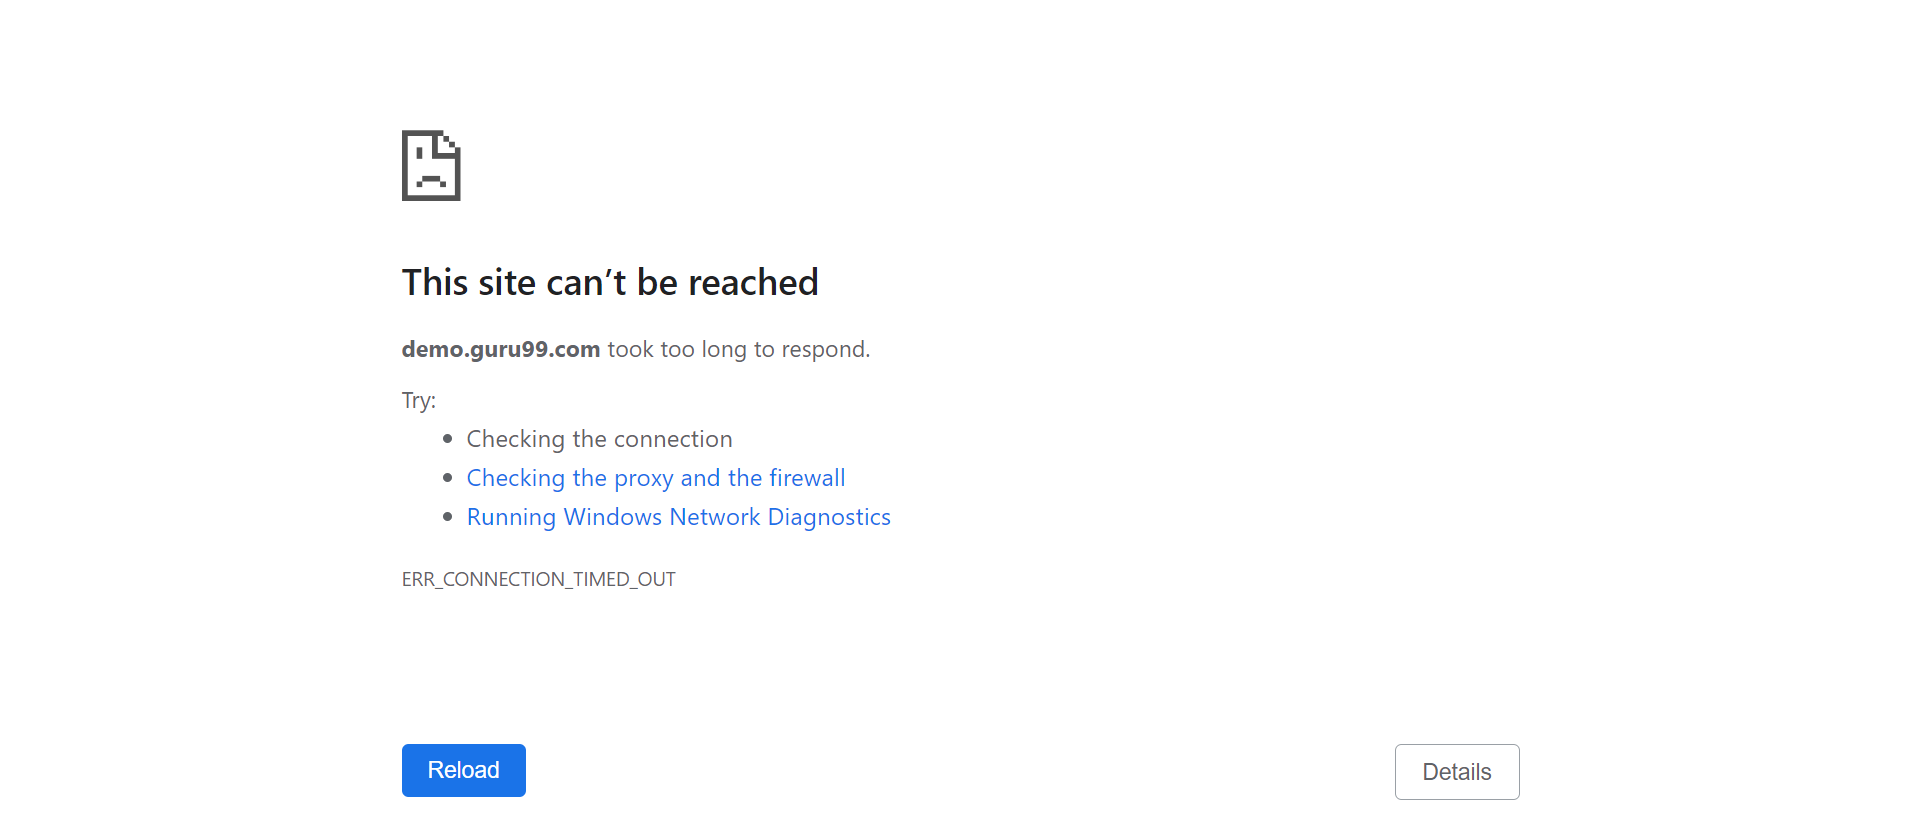 This site can’t be reached
demo.guru99.com took too long to respond.
Try:
Checking the connection
Checking the proxy and the firewall
Running Windows Network Diagnostics
ERR_CONNECTION_TIMED_OUT
Reload
Details